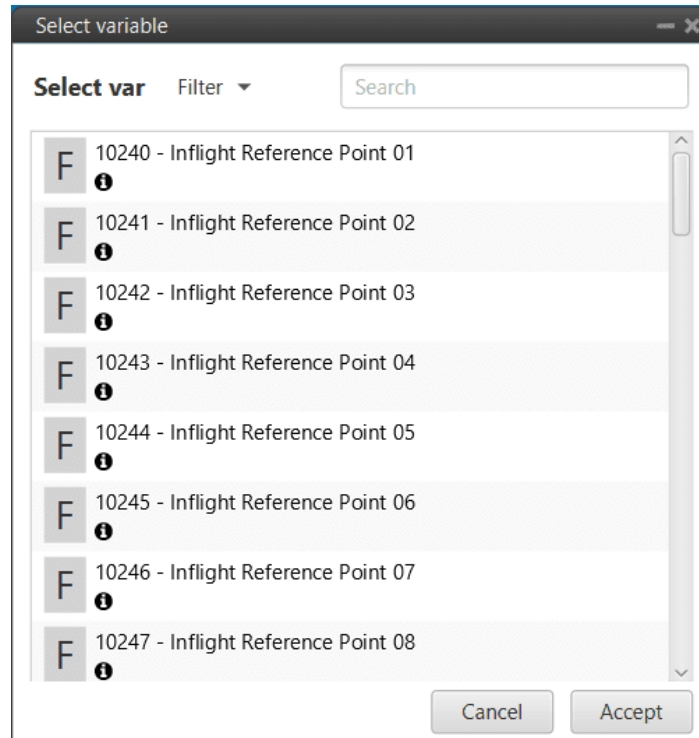 Select variable
Select var Filter Search
F 10240 - Inflight Reference Point 01
F 10241 - Inflight Reference Point 02
F 10242 - Inflight Reference Point 03
F 10243 - Inflight Reference Point 04
F 10244 - Inflight Reference Point 05
F 10245 - Inflight Reference Point 06
F 10246 - Inflight Reference Point 07
F 10247 - Inflight Reference Point 08
Cancel Accept